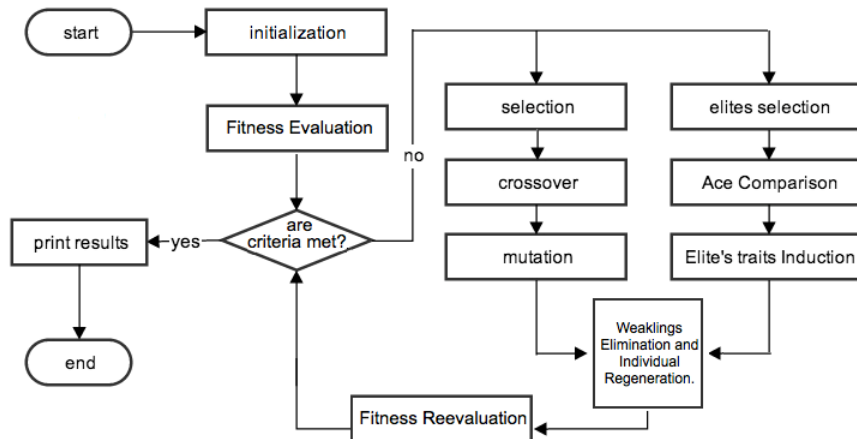 start
initialization
Fitness Evaluation
no
selection
elites selection
crossover
Ace Comparison
are
criteria met?
yes
print results
mutation
Elite's traits Induction
end
Weaklings
Elimination and
Individual
Regeneration.
Fitness Reevaluation